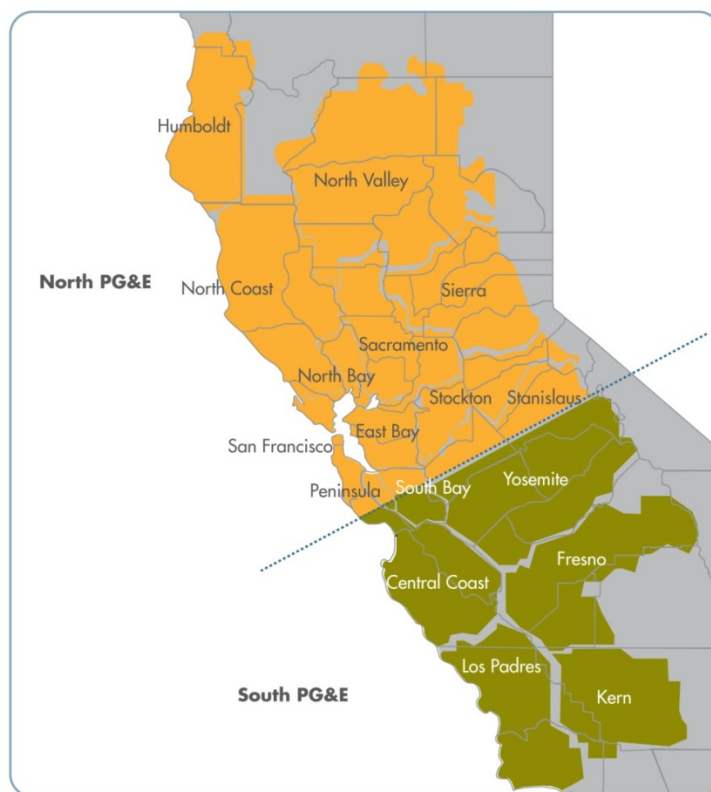 Humboldt
North Valley
North PG&E
North Coast
Sierra
Sacramento
North Bay
Stockton
Stanislaus
East Bay
San Francisco
Peninsula
South Bay
Yosemite
Fresno
Central Coast
Los Padres
South PG&E
Kern